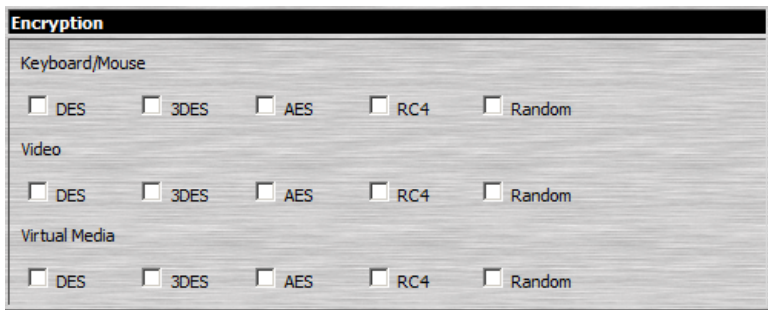 Encryption
Keyboard/Mouse
DES 3DES AES RC4 Random
Video
DES 3DES AES RC4 Random
Virtual Media
DES 3DES AES RC4 Random